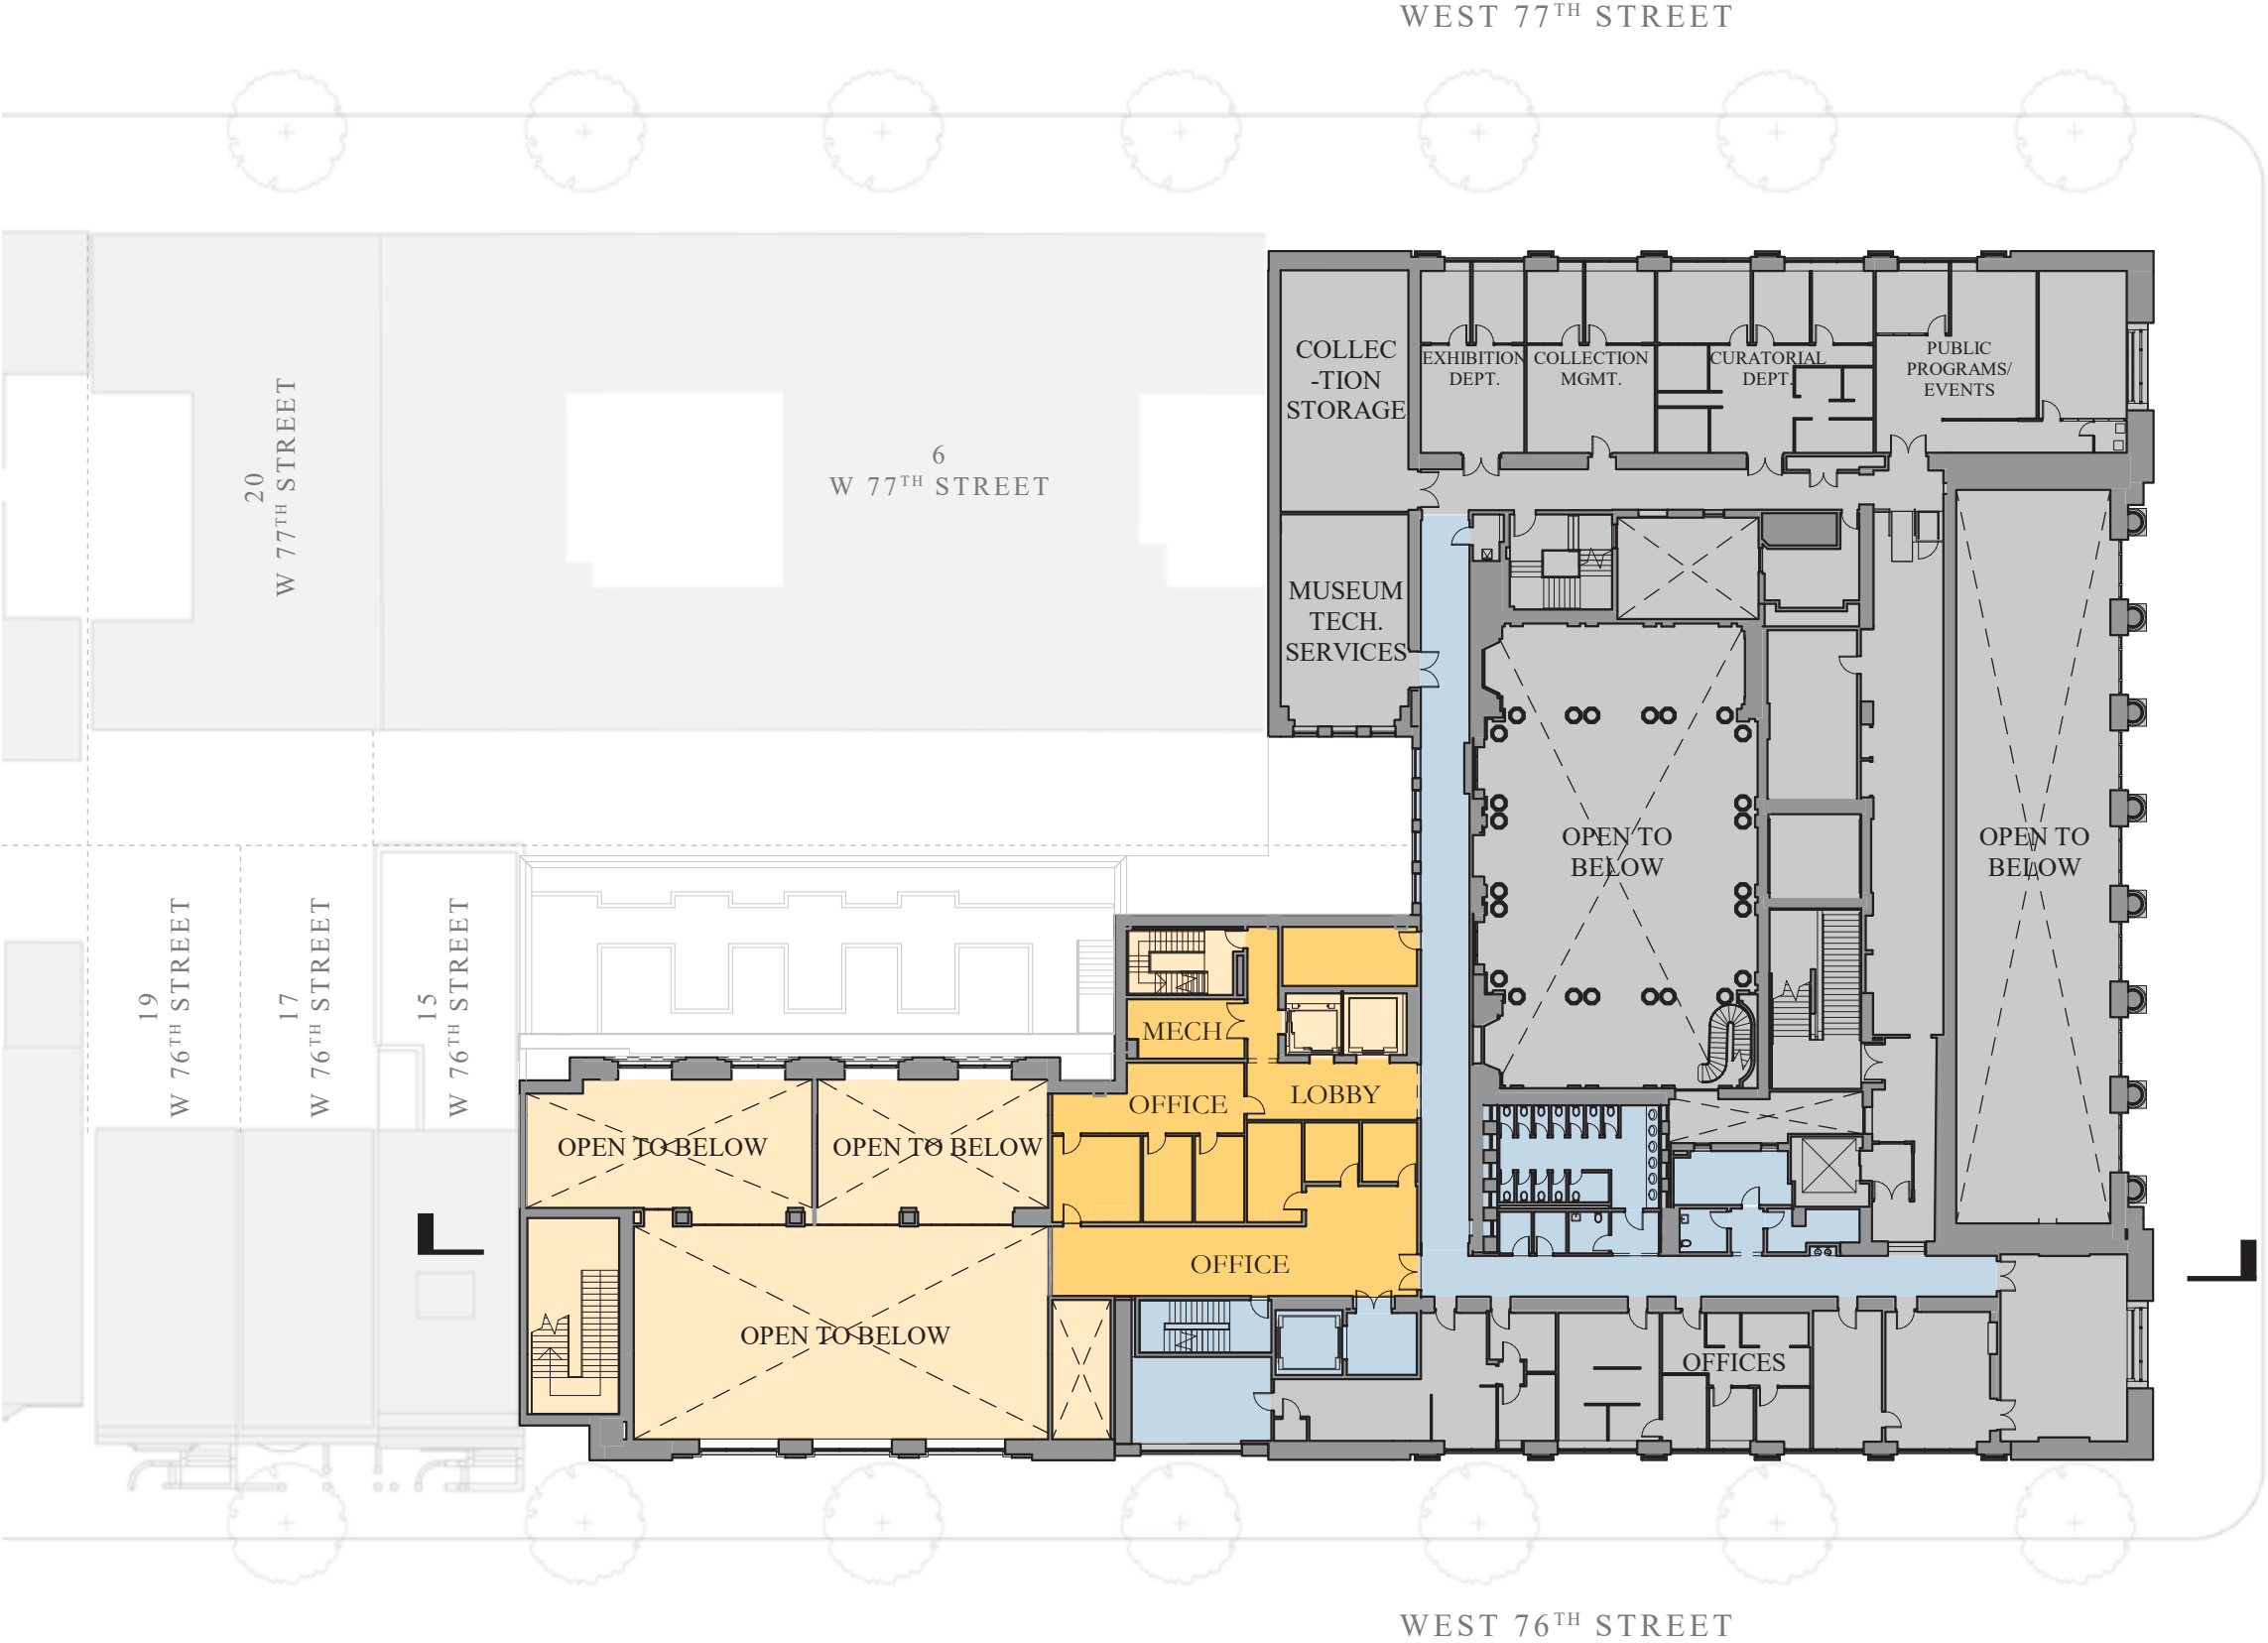 WEST 77TH STREET
COLLEC
-TION
STORAGE
EXHIBITION
DEPT.
COLLECTION
MGMT.
CURATORIAL
DEPT.
PUBLIC
PROGRAMS/
EVENTS
20
W 77TH STREET
6
W 77TH STREET
MUSEUM
TECH.
SERVICES
OPEN TO
BELOW
OPEN TO
BELOW
19
W 76TH STREET
17
W 76TH STREET
15
W 76TH STREET
MECH
LOBBY
OFFICE
OPEN TO BELOW
OPEN TO BELOW
OFFICE
OPEN TO BELOW
OFFICES
WEST 76TH STREET